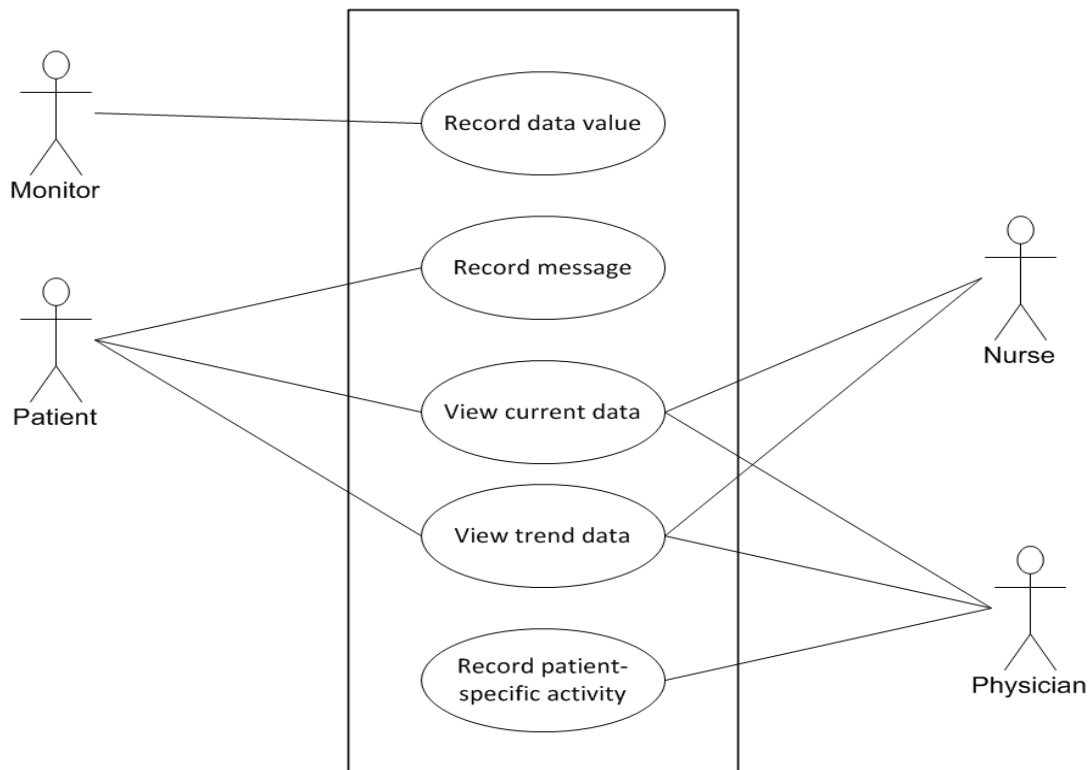 Record data value
Monitor
Record message
Patient
Nurse
View current data
View trend data
Record patient-
specific activity
Physician